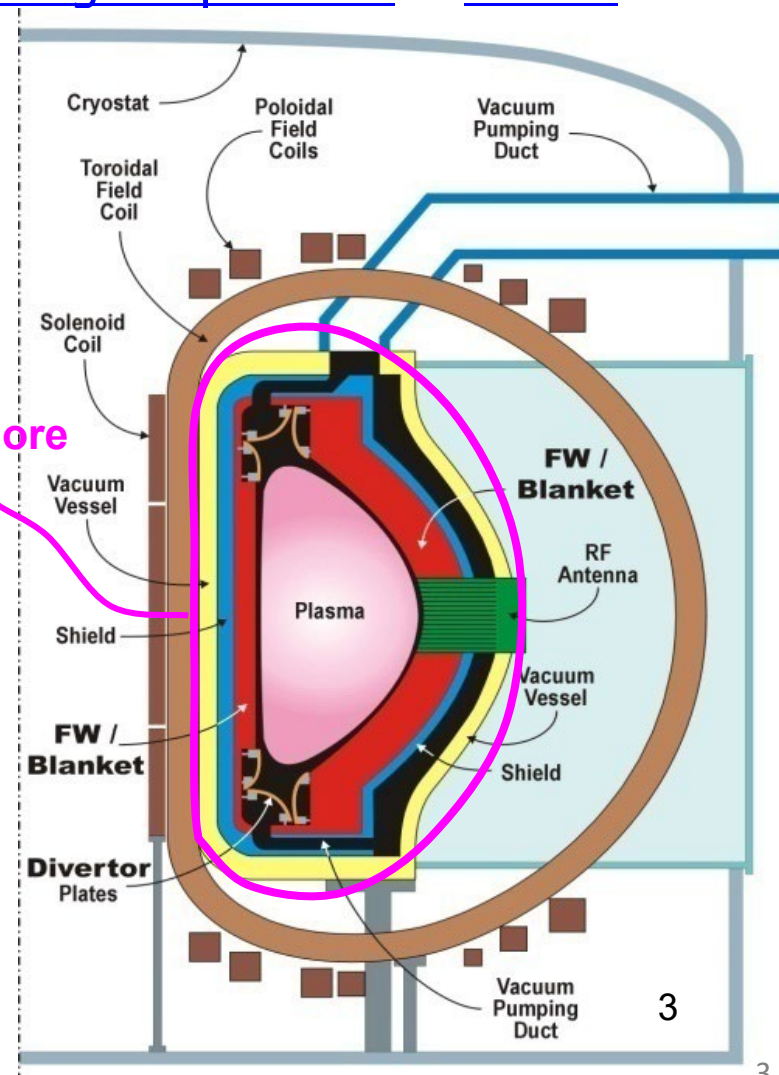 Cryostat
Poloidal
Field
Coils
Vacuum
Pumping
Duct
Toroidal
Field
Coil
Solenoid
Coil
ore
Vacuum
Vessel
FW /
Blanket
RF
Antenna
Plasma
Shield
Vacuum
Vessel
FW /
Blanket
Shield
Divertor
Plates
Vacuum
Pumping
Duct
3
3